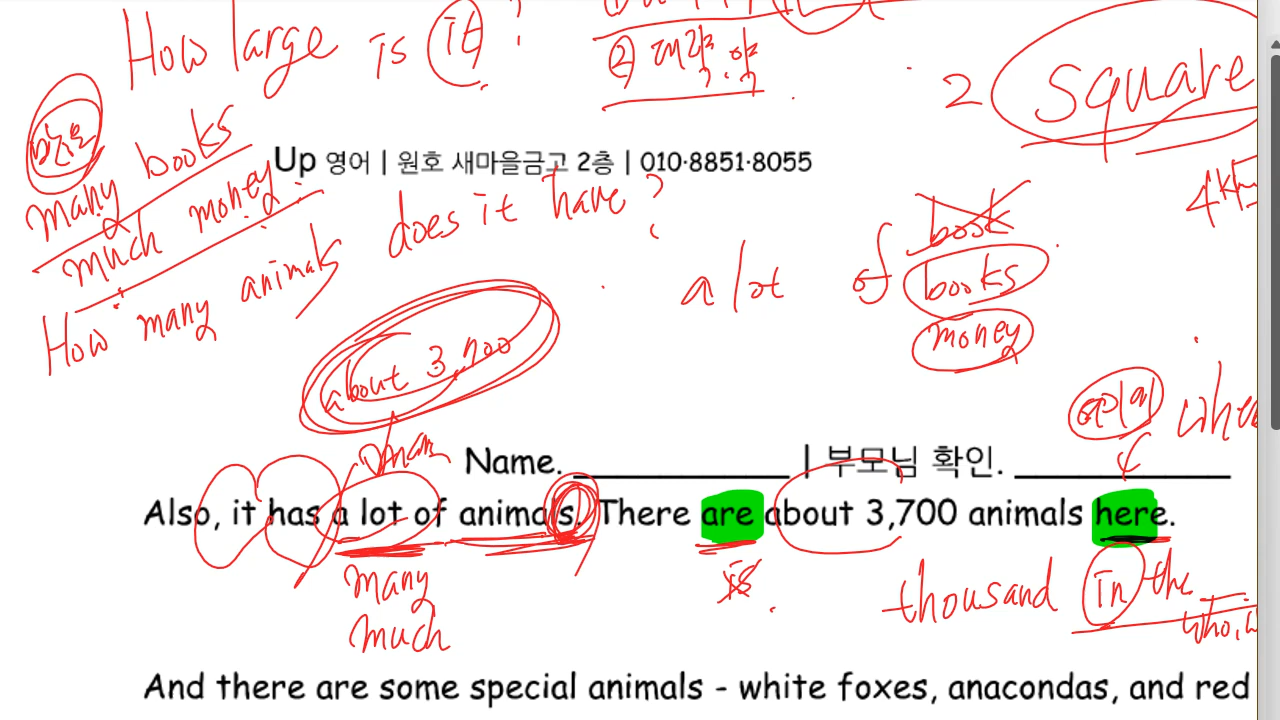 How large is it?
② 대략, 약
2 square
many books
Up 영어 | 원호 새마을금고 2층 | 010·8851·8055
much money
How many animals does it have?
a lot of book
books
money
about 3,700
Name. | 부모님 확인.
Also, it has a lot of animals. There are about 3,700 animals here.
many
much
is
thousand in the
who,
And there are some special animals - white foxes, anacondas, and red